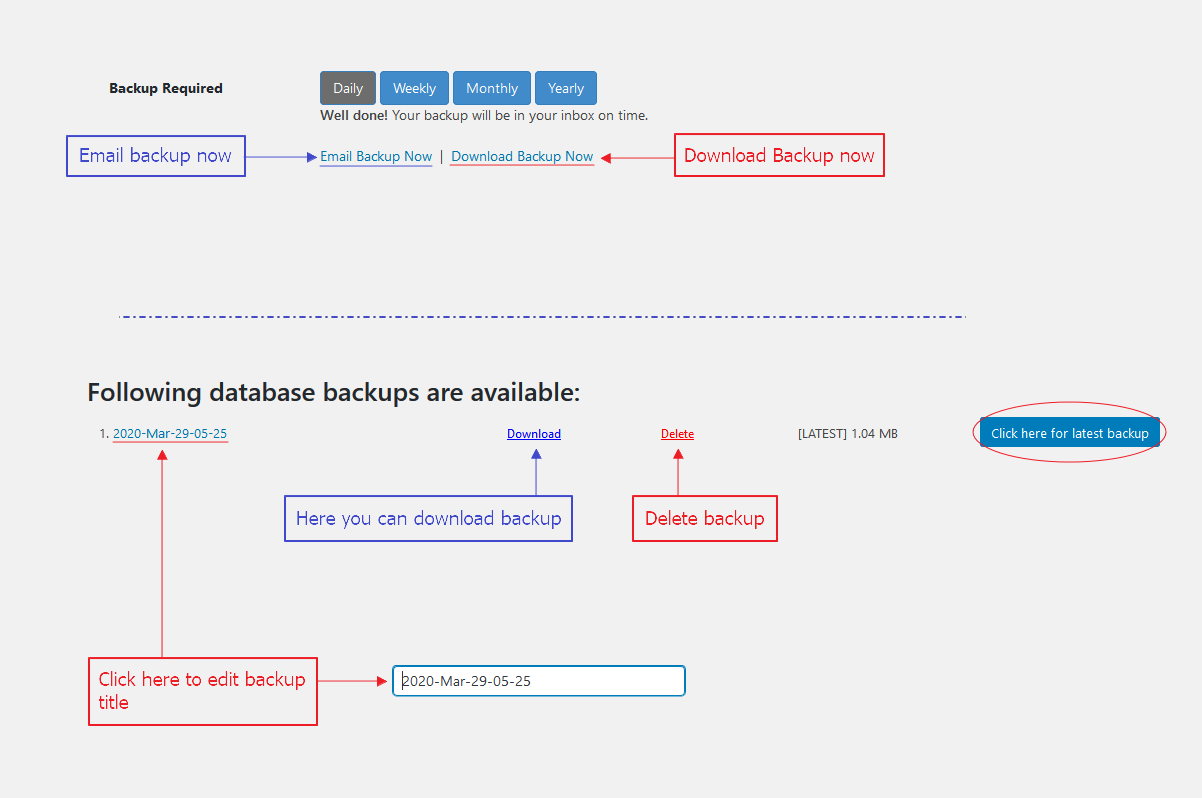 Backup Required Daily Weekly Monthly Yearly
Well done! Your backup will be in your inbox on time.
Email backup now Email Backup Now | Download Backup Now Download Backup now
Following database backups are available:
1. 2020-Mar-29-05-25 Download Delete [LATEST] 1.04 MB Click here for latest backup
Here you can download backup Delete backup
Click here to edit backup
title
2020-Mar-29-05-25